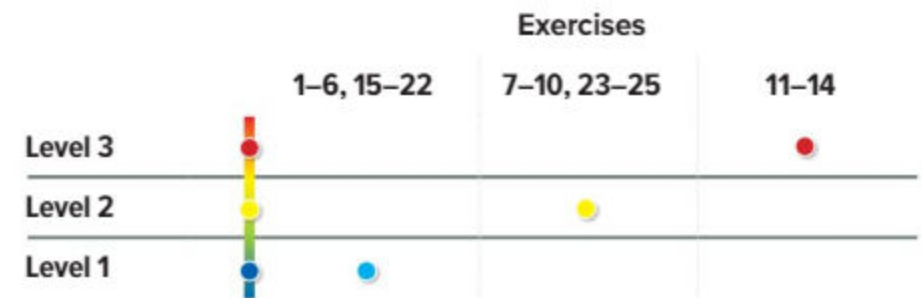 Exercises
1–6, 15–22 7–10, 23–25 11–14
Level 3
Level 2
Level 1